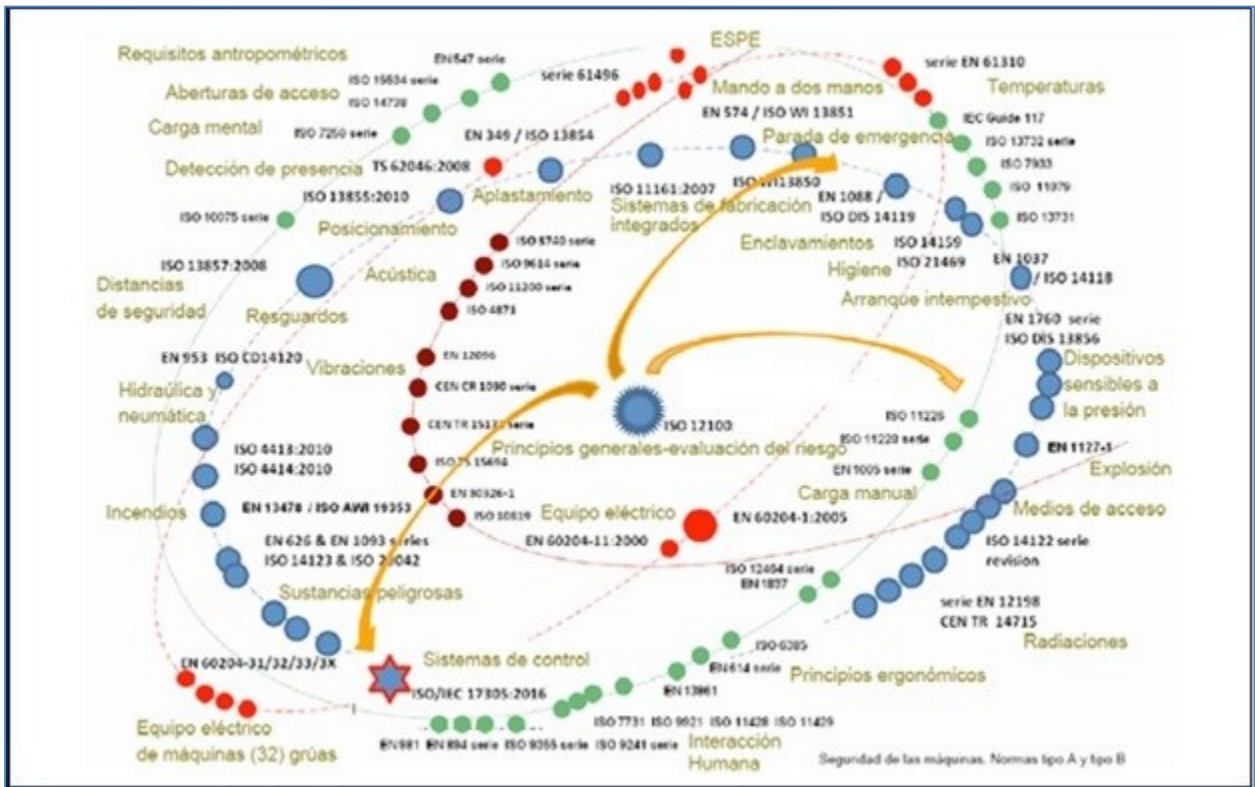 Requisitos antropométricos
EN 547 serie
ESPE
serie 61496
serie EN 61310
ISO 15534 serie
Aberturas de acceso
Mando a dos manos
Temperaturas
ISO 14738
EN 574 / ISO WI 13851
IEC Guide 117
Carga mental
ISO 7250 serie
EN 349 / ISO 13854
Parada de emergencia
ISO 13732 serie
Detección de presencia
TS 62046:2008
ISO 7933
ISO 13855:2010
Aplastamiento
ISO 11161:2007
ISO WI13850
EN 1088 /
ISO DIS 14119
ISO 11079
ISO 10075 serie
Posicionamiento
Sistemas de fabricación
integrados
ISO 13731
ISO 3740 serie
Enclavamientos
ISO 14159
ISO 21469
ISO 13857:2008
Acústica
ISO 9614 serie
Higiene
EN 1037
/ ISO 14118
Distancias
de seguridad
ISO 11200 serie
Arranque intempestivo
Resguardos
ISO 4871
EN 1760 serie
ISO DIS 13856
EN 953 ISO CD14120
EN 12096
Vibraciones
Dispositivos
sensibles a
la presión
Hidraúlica y
neumática
CEN CR 1030 serie
ISO 12100
ISO 11226
Principios generales-evaluación del riesgo
ISO 11228 serie
ISO 4413:2010
ISO 4414:2010
EN 1127-1
EN 1005 serie
Explosión
Carga manual
EN 30326-1
Incendios
EN 13478 / ISO AWI 19353
ISO 10819
Equipo eléctrico
EN 60204-1:2005
Medios de acceso
EN 626 & EN 1093 series
EN 60204-11:2000
ISO 14122 serie
revision
ISO 14123 &
EN 1837
Sustancias peligrosas
serie EN 12198
CEN TR 14715
ISO 6385
Radiaciones
EN 60204-31/32/33/3X
Sistemas de control
EN 614 serie
Principios ergonómicos
ISO/IEC 17305:2016
EN 13861
Equipo eléctrico
de máquinas (32) grúas
ISO 7731 ISO 9921 ISO 11428 ISO 11429
EN 981 EN 894 serie ISO 9355 serie ISO 9241 serie
Interacción
Humana
Seguridad de las máquinas. Normas tipo A y tipo B